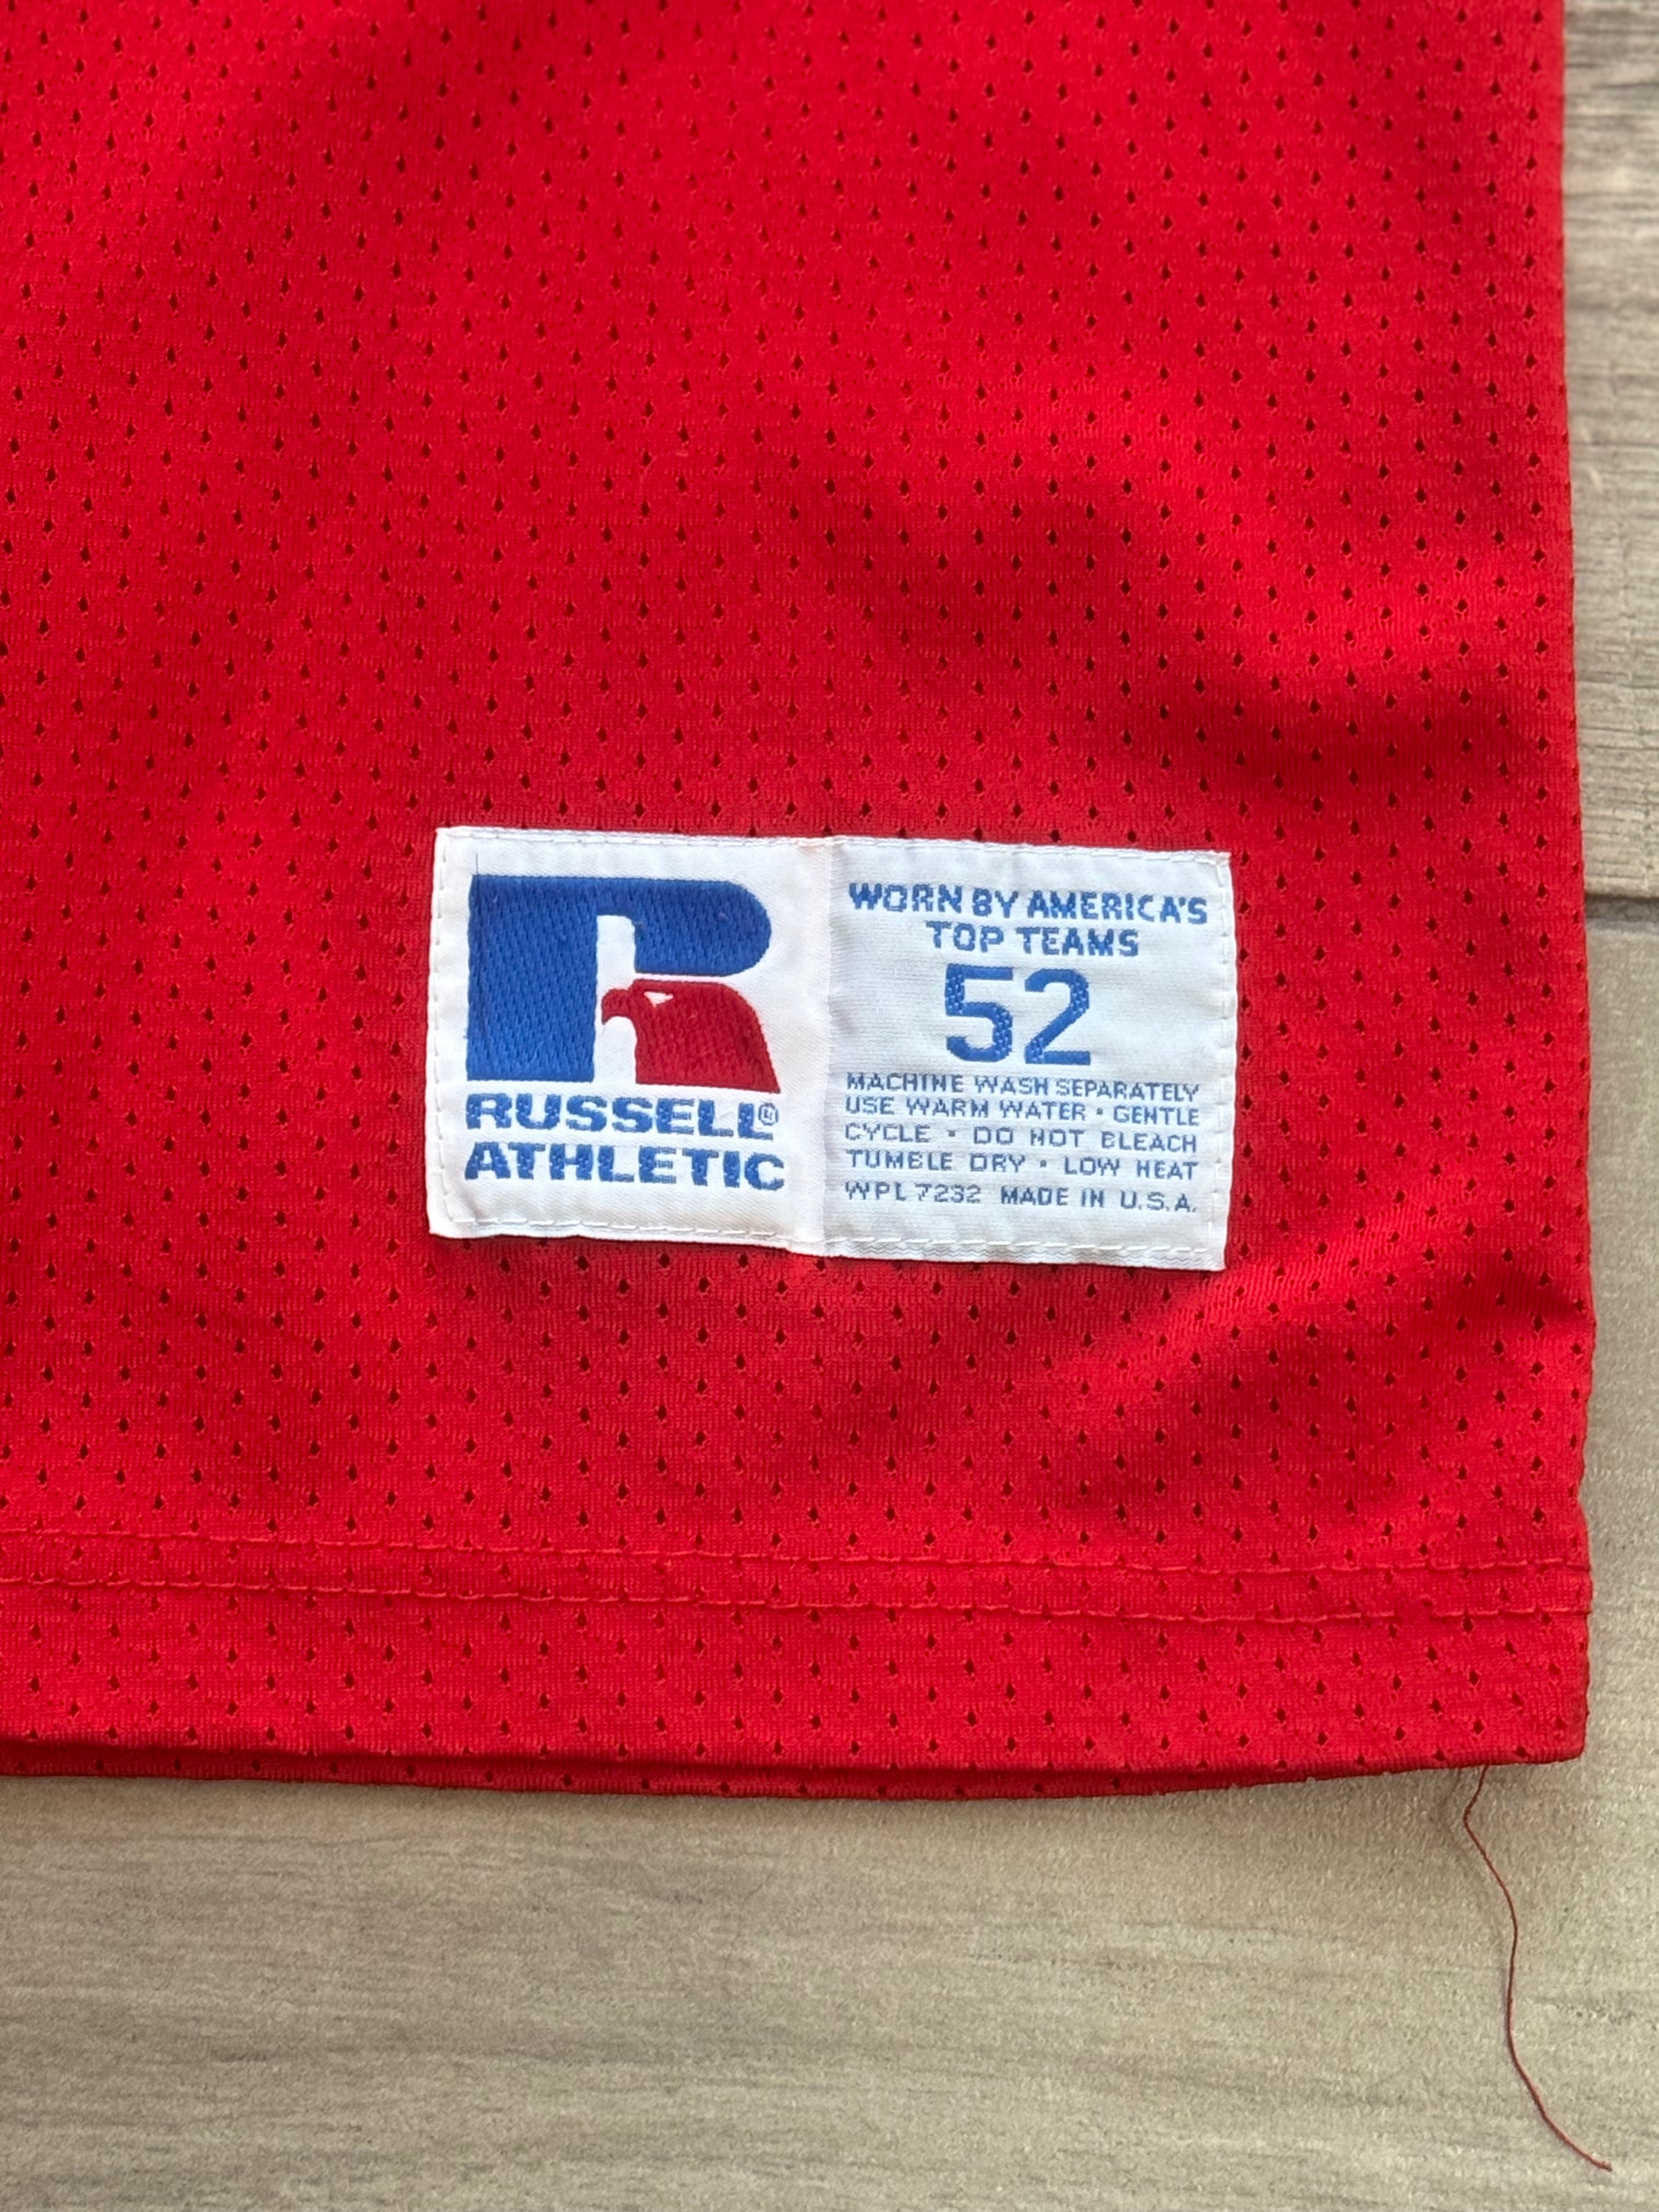 RUSSELL®
ATHLETIC
WORN BY AMERICA'S
TOP TEAMS
52
MACHINE WASH SEPARATELY
USE WARM WATER • GENTLE
CYCLE • DO NOT BLEACH
TUMBLE DRY • LOW HEAT
WPL 7232 MADE IN U.S.A.